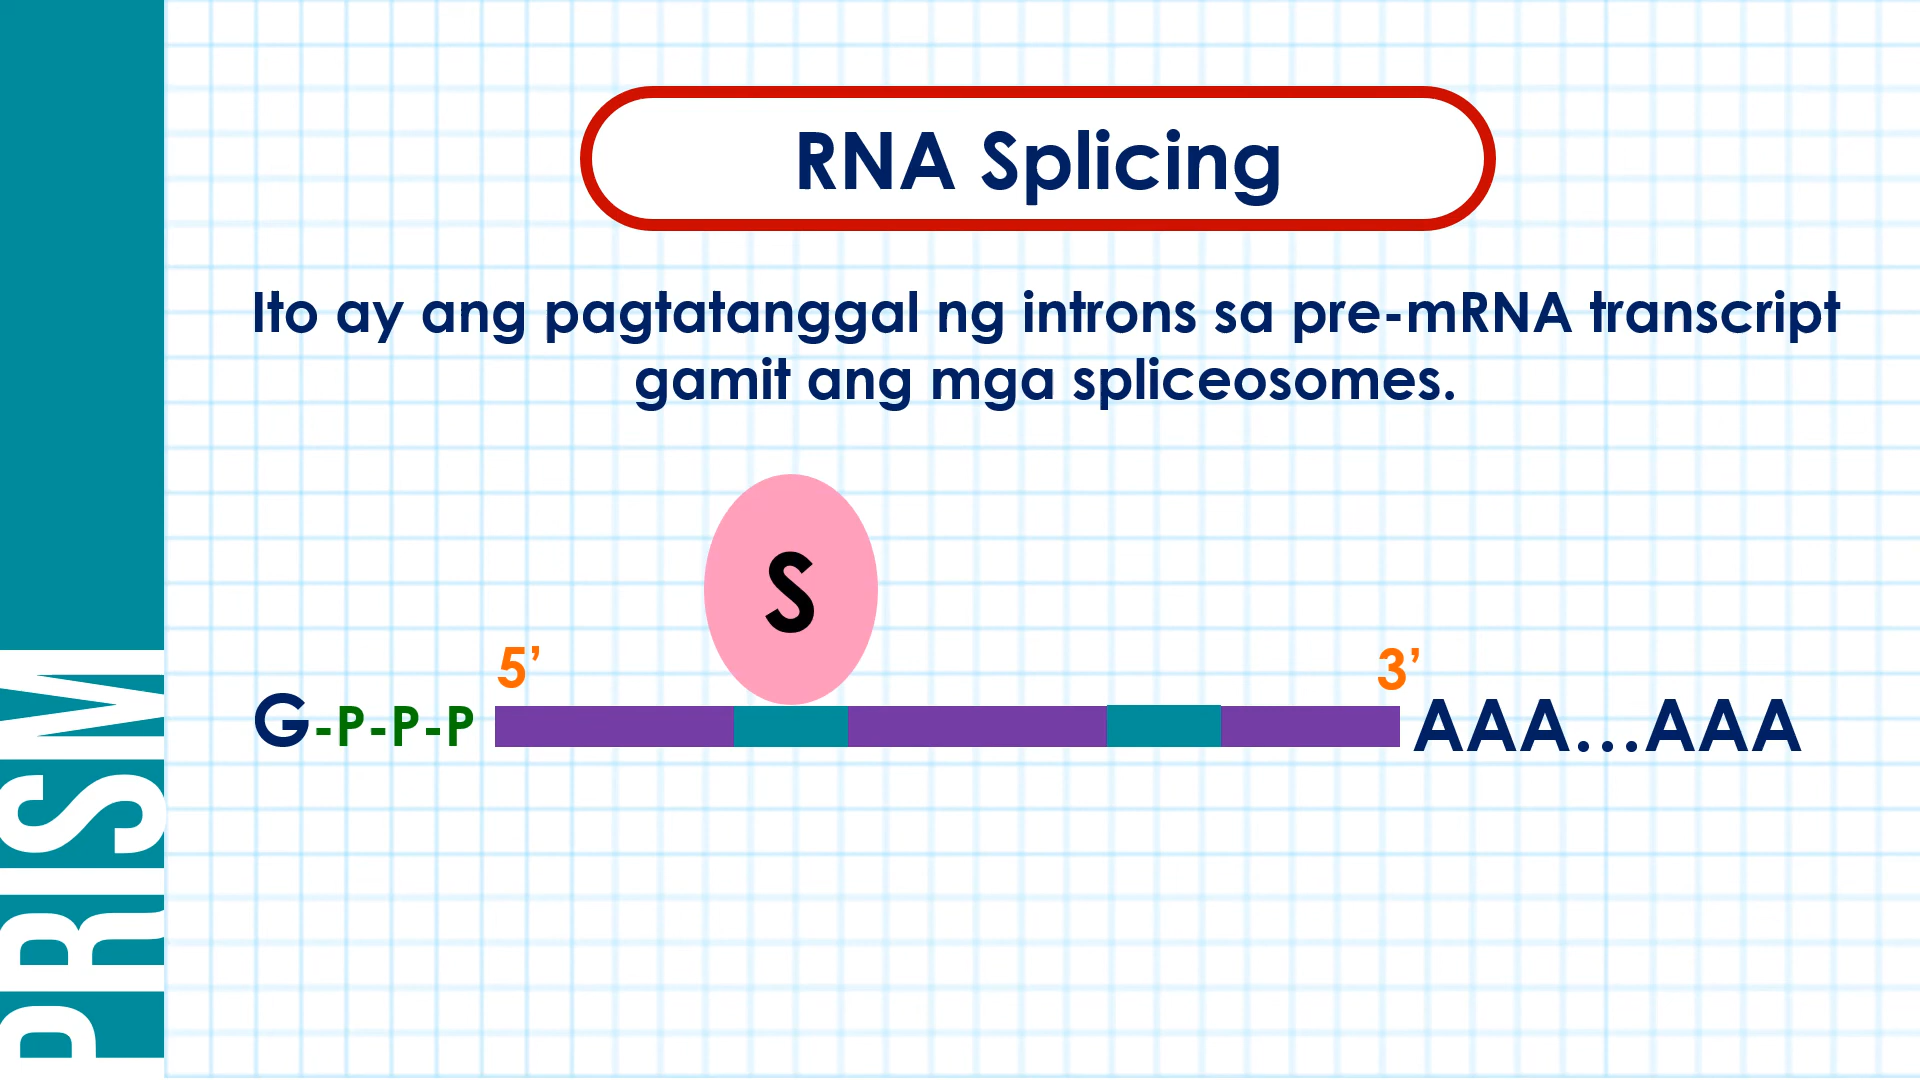 RNA Splicing
Ito ay ang pagtatanggal ng introns sa pre-mRNA transcript
gamit ang mga spliceosomes.
S
5’
3’
G-P-P-P
AAA...AAA
PRISM